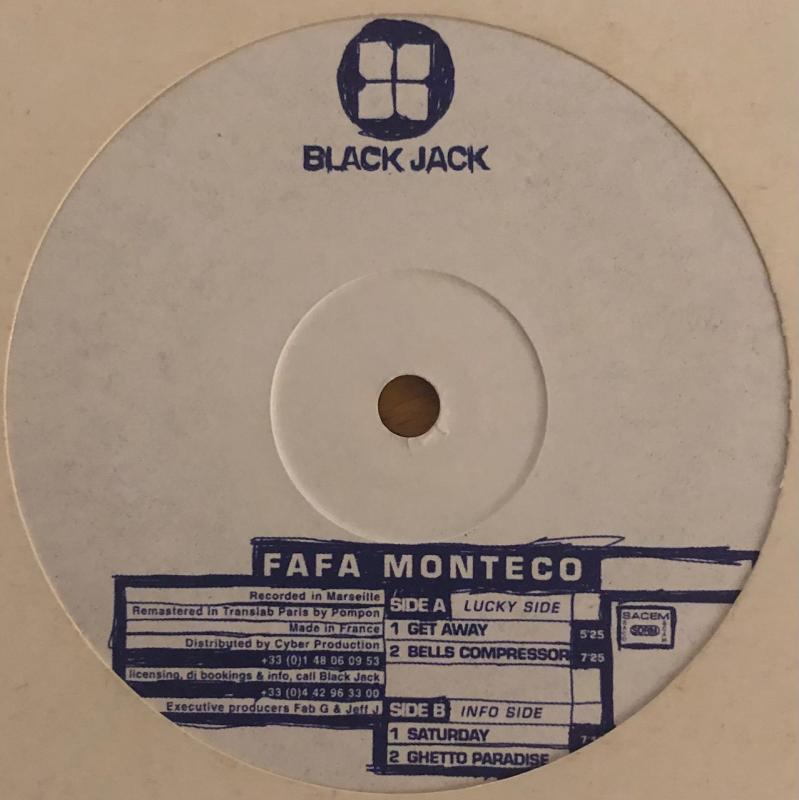 BLACK JACK
FAFA MONTECO
Recorded in Marseille
Remastered in Translab Paris by Pompon
Made in France
Distributed by Cyber Production
+33 (0)1 48 06 09 53
licensing, dj bookings & info, call Black Jack
+33 (0)4 42 96 33 00
Executive producers Fab G & Jeff J
SIDE A LUCKY SIDE
1 GET AWAY 5'25
2 BELLS COMPRESSOR 7'25
SIDE B INFO SIDE
1 SATURDAY
2 GHETTO PARADISE
SACEM
SDRM